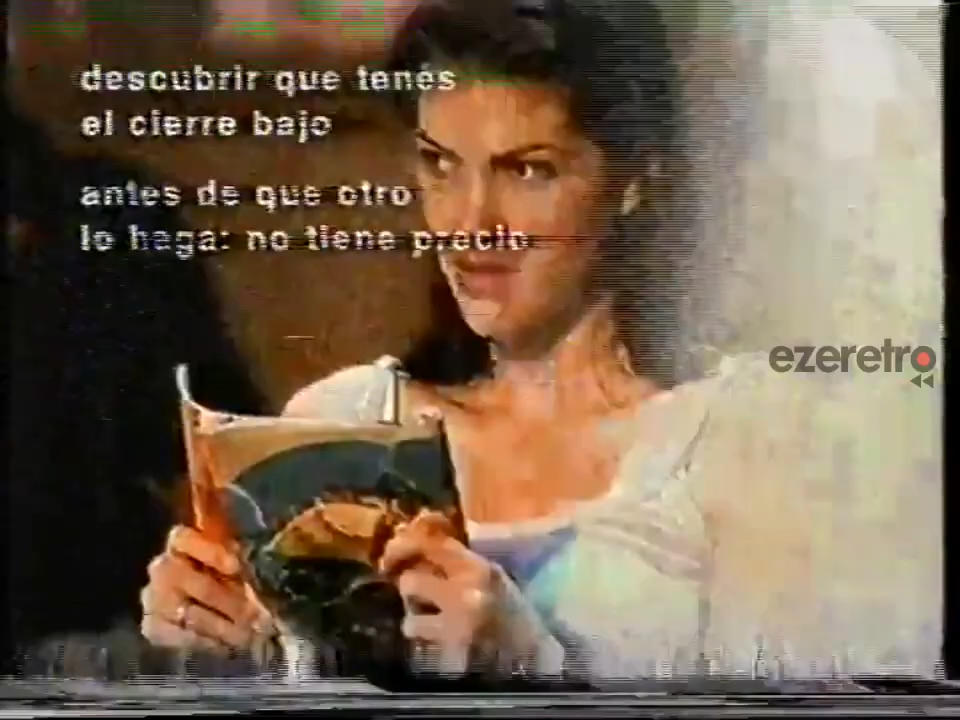 descubrir que tenés
el cierre bajo
antes de que otro
lo haga: no tiene precio
ezeretro